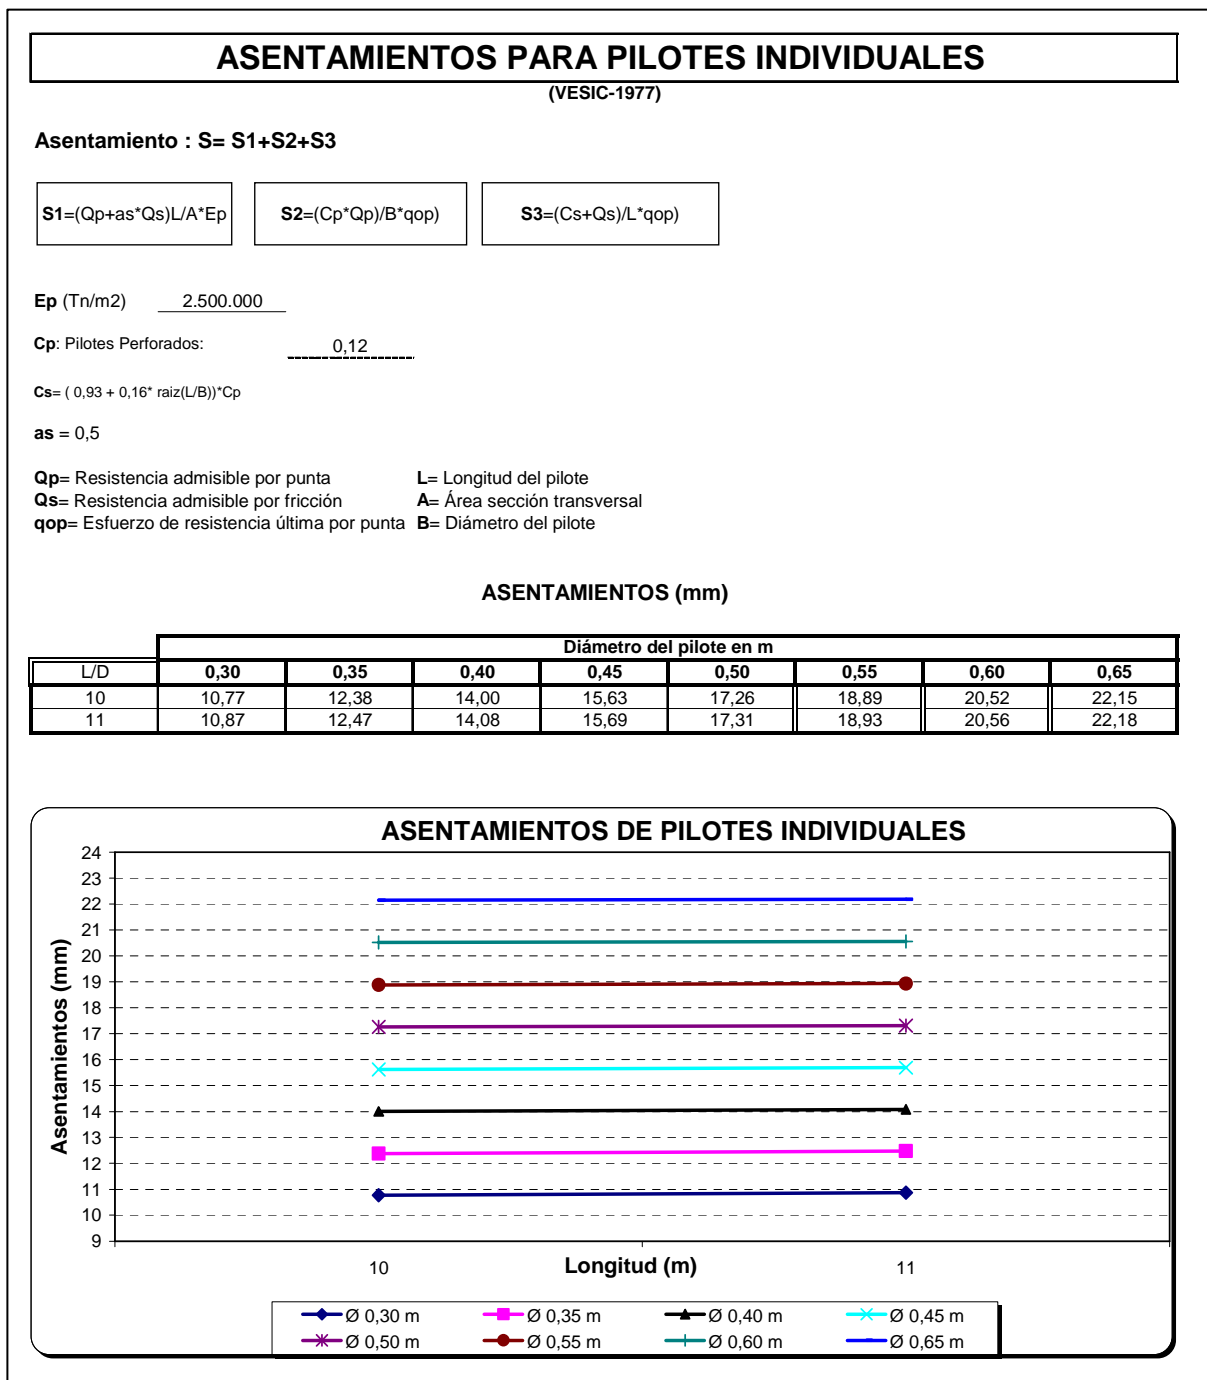 ASENTAMIENTOS PARA PILOTES INDIVIDUALES
(VESIC-1977)
Asentamiento : S= S1+S2+S3
S1=(Qp+as*Qs)L/A*Ep S2=(Cp*Qp)/B*qop) S3=(Cs+Qs)/L*qop)
Ep (Tn/m2) 2.500.000
Cp: Pilotes Perforados: 0,12
Cs= ( 0,93 + 0,16* raiz(L/B))*Cp
as = 0,5
Qp= Resistencia admisible por punta L= Longitud del pilote
Qs= Resistencia admisible por fricción A= Área sección transversal
qop= Esfuerzo de resistencia última por punta B= Diámetro del pilote
ASENTAMIENTOS (mm)
Diámetro del pilote en m
L/D 0,30 0,35 0,40 0,45 0,50 0,55 0,60 0,65
10 10,77 12,38 14,00 15,63 17,26 18,89 20,52 22,15
11 10,87 12,47 14,08 15,69 17,31 18,93 20,56 22,18
ASENTAMIENTOS DE PILOTES INDIVIDUALES
Asentamientos (mm)
24
23
22
21
20
19
18
17
16
15
14
13
12
11
10
9
10 Longitud (m) 11
Ø 0,30 m Ø 0,35 m Ø 0,40 m Ø 0,45 m
Ø 0,50 m Ø 0,55 m Ø 0,60 m Ø 0,65 m